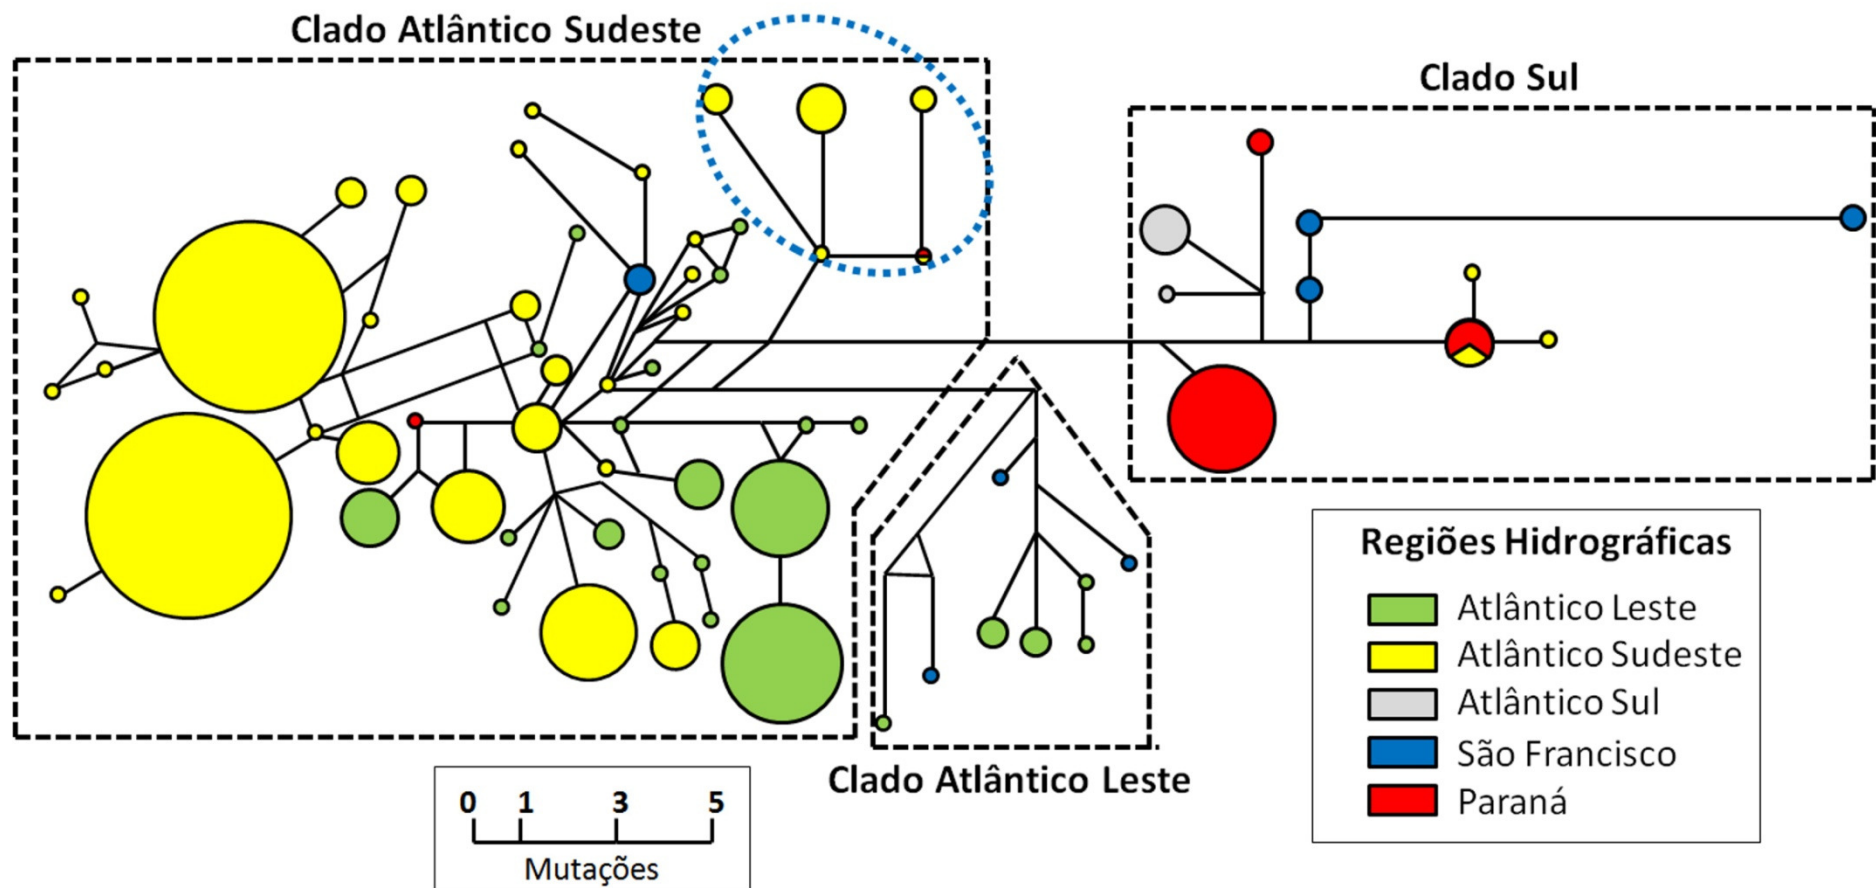 Clado Atlântico Sudeste
Clado Sul
Regiões Hidrográficas
Atlântico Leste
Atlântico Sudeste
Atlântico Sul
São Francisco
Paraná
Clado Atlântico Leste
0 1 3 5
Mutações